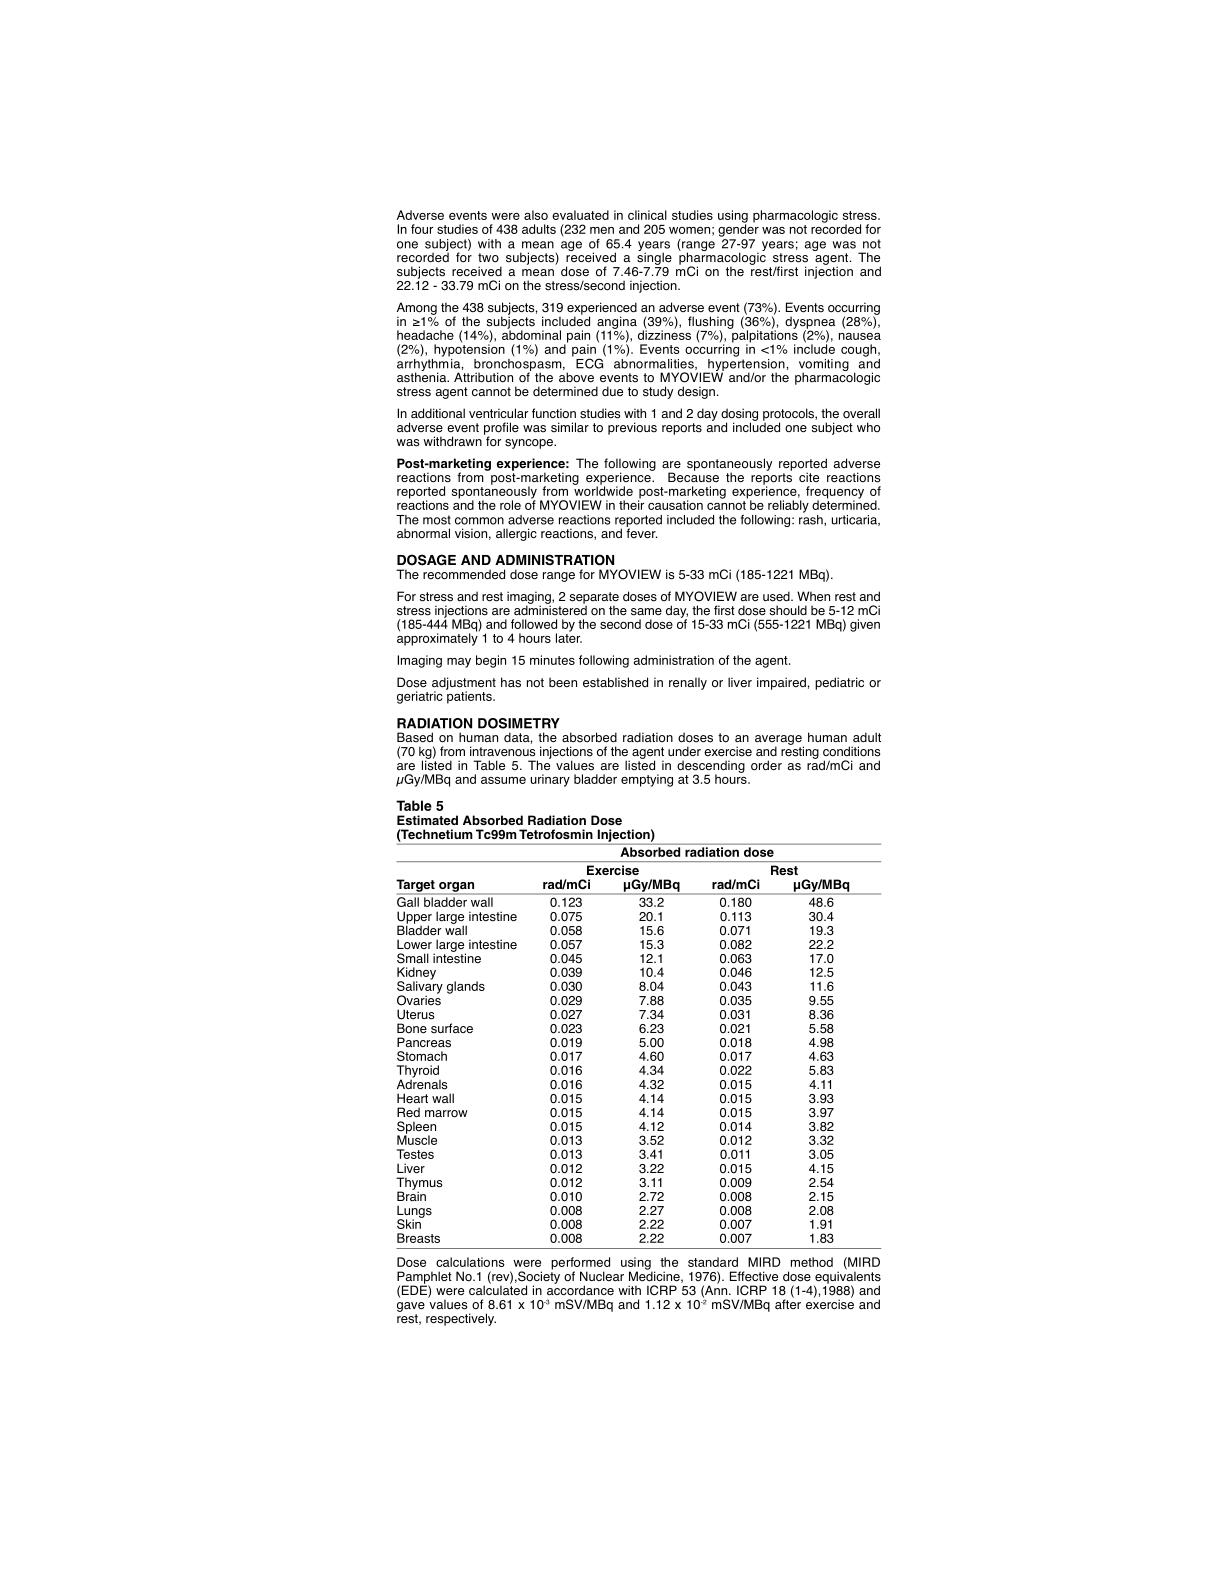 Adverse events were also evaluated in clinical studies using pharmacologic stress.
In four studies of 438 adults (232 men and 205 women; gender was not recorded for
one subject) with a mean age of 65.4 years (range 27-97 years; age was not
recorded for two subjects) received a single pharmacologic stress agent. The
subjects received a mean dose of 7.46-7.79 mCi on the rest/first injection and
22.12 - 33.79 mCi on the stress/second injection.
Among the 438 subjects, 319 experienced an adverse event (73%). Events occurring
in ≥1% of the subjects included angina (39%), flushing (36%), dyspnea (28%),
headache (14%), abdominal pain (11%), dizziness (7%), palpitations (2%), nausea
(2%), hypotension (1%) and pain (1%). Events occurring in <1% include cough,
arrhythmia, bronchospasm, ECG abnormalities, hypertension, vomiting and
asthenia. Attribution of the above events to MYOVIEW and/or the pharmacologic
stress agent cannot be determined due to study design.
In additional ventricular function studies with 1 and 2 day dosing protocols, the overall
adverse event profile was similar to previous reports and included one subject who
was withdrawn for syncope.
Post-marketing experience: The following are spontaneously reported adverse
reactions from post-marketing experience. Because the reports cite reactions
reported spontaneously from worldwide post-marketing experience, frequency of
reactions and the role of MYOVIEW in their causation cannot be reliably determined.
The most common adverse reactions reported included the following: rash, urticaria,
abnormal vision, allergic reactions, and fever.
DOSAGE AND ADMINISTRATION
The recommended dose range for MYOVIEW is 5-33 mCi (185-1221 MBq).
For stress and rest imaging, 2 separate doses of MYOVIEW are used. When rest and
stress injections are administered on the same day, the first dose should be 5-12 mCi
(185-444 MBq) and followed by the second dose of 15-33 mCi (555-1221 MBq) given
approximately 1 to 4 hours later.
Imaging may begin 15 minutes following administration of the agent.
Dose adjustment has not been established in renally or liver impaired, pediatric or
geriatric patients.
RADIATION DOSIMETRY
Based on human data, the absorbed radiation doses to an average human adult
(70 kg) from intravenous injections of the agent under exercise and resting conditions
are listed in Table 5. The values are listed in descending order as rad/mCi and
µGy/MBq and assume urinary bladder emptying at 3.5 hours.
Table 5
Estimated Absorbed Radiation Dose
(Technetium Tc99m Tetrofosmin Injection)
Absorbed radiation dose
Exercise Rest
Target organ rad/mCi µGy/MBq rad/mCi µGy/MBq
Gall bladder wall 0.123 33.2 0.180 48.6
Upper large intestine 0.075 20.1 0.113 30.4
Bladder wall 0.058 15.6 0.071 19.3
Lower large intestine 0.057 15.3 0.082 22.2
Small intestine 0.045 12.1 0.063 17.0
Kidney 0.039 10.4 0.046 12.5
Salivary glands 0.030 8.04 0.043 11.6
Ovaries 0.029 7.88 0.035 9.55
Uterus 0.027 7.34 0.031 8.36
Bone surface 0.023 6.23 0.021 5.58
Pancreas 0.019 5.00 0.018 4.98
Stomach 0.017 4.60 0.017 4.63
Thyroid 0.016 4.34 0.022 5.83
Adrenals 0.016 4.32 0.015 4.11
Heart wall 0.015 4.14 0.015 3.93
Red marrow 0.015 4.14 0.015 3.97
Spleen 0.015 4.12 0.014 3.82
Muscle 0.013 3.52 0.012 3.32
Testes 0.013 3.41 0.011 3.05
Liver 0.012 3.22 0.015 4.15
Thymus 0.012 3.11 0.009 2.54
Brain 0.010 2.72 0.008 2.15
Lungs 0.008 2.27 0.008 2.08
Skin 0.008 2.22 0.007 1.91
Breasts 0.008 2.22 0.007 1.83
Dose calculations were performed using the standard MIRD method (MIRD
Pamphlet No.1 (rev),Society of Nuclear Medicine, 1976). Effective dose equivalents
(EDE) were calculated in accordance with ICRP 53 (Ann. ICRP 18 (1-4),1988) and
gave values of 8.61 x 10⁻³ mSV/MBq and 1.12 x 10⁻² mSV/MBq after exercise and
rest, respectively.